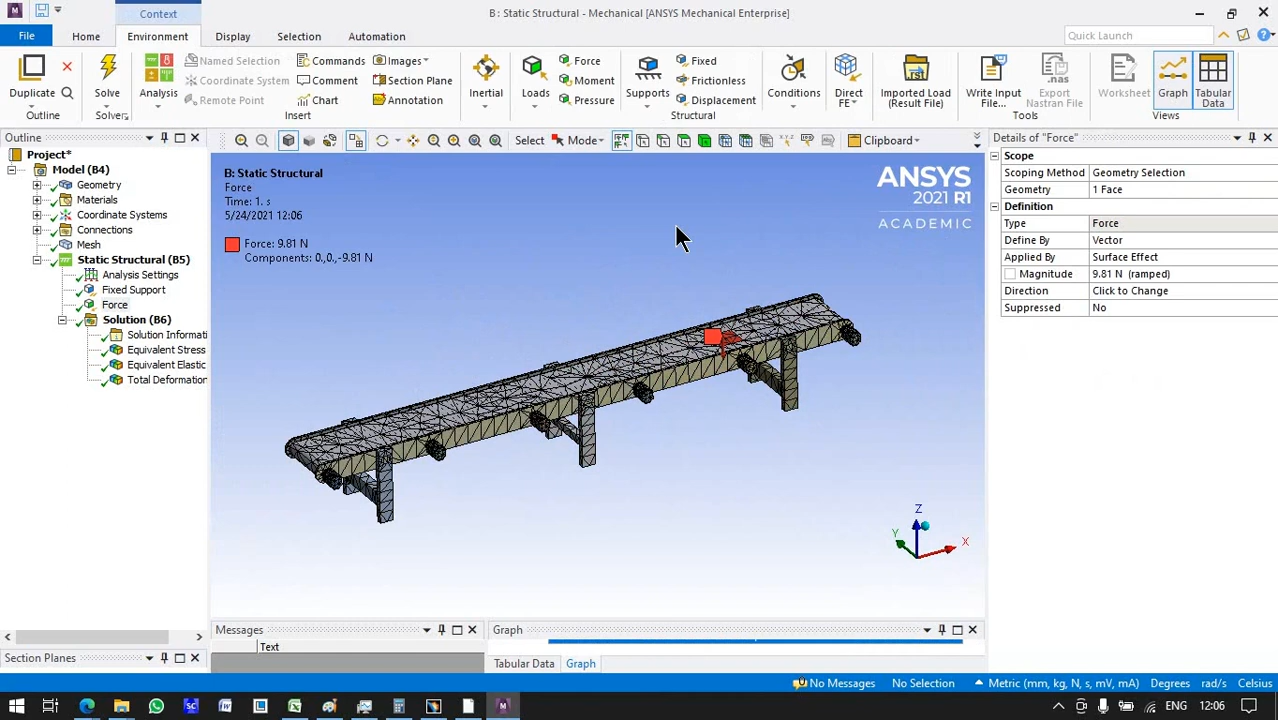 Context
B : Static Structural - Mechanical [ANSYS Mechanical Enterprise]
File Home Environment Display Selection Automation Quick Launch
Duplicate
Outline
Solve
Solver
Analysis
Named Selection
Coordinate System
Remote Point
Commands
Comment
Chart
Images
Section Plane
Annotation
Insert
Inertial
Loads
Force
Moment
Pressure
Supports
Fixed
Frictionless
Displacement
Structural
Conditions
Direct FE
Imported Load (Result File)
Write Input File...
Export Nastran File
Tools
Worksheet
Graph
Tabular Data
Views
Outline
Select Mode Clipboard
Details of "Force"
Project*
Model (B4)
Geometry
Materials
Coordinate Systems
Connections
Mesh
Static Structural (B5)
Analysis Settings
Fixed Support
Force
Solution (B6)
Solution Informati
Equivalent Stress
Equivalent Elastic
Total Deformation
B: Static Structural
Force
Time: 1. s
5/24/2021 12:06
Force: 9.81 N
Components: 0,0,-9.81 N
ANSYS
2021 R1
ACADEMIC
Z
Y
X
Scope
Scoping Method Geometry Selection
Geometry 1 Face
Definition
Type Force
Define By Vector
Applied By Surface Effect
Magnitude 9.81 N (ramped)
Direction Click to Change
Suppressed No
Messages
Text
Graph
Tabular Data Graph
Section Planes
No Messages No Selection Metric (mm, kg, N, s, mV, mA) Degrees rad/s Celsius
ENG 12:06